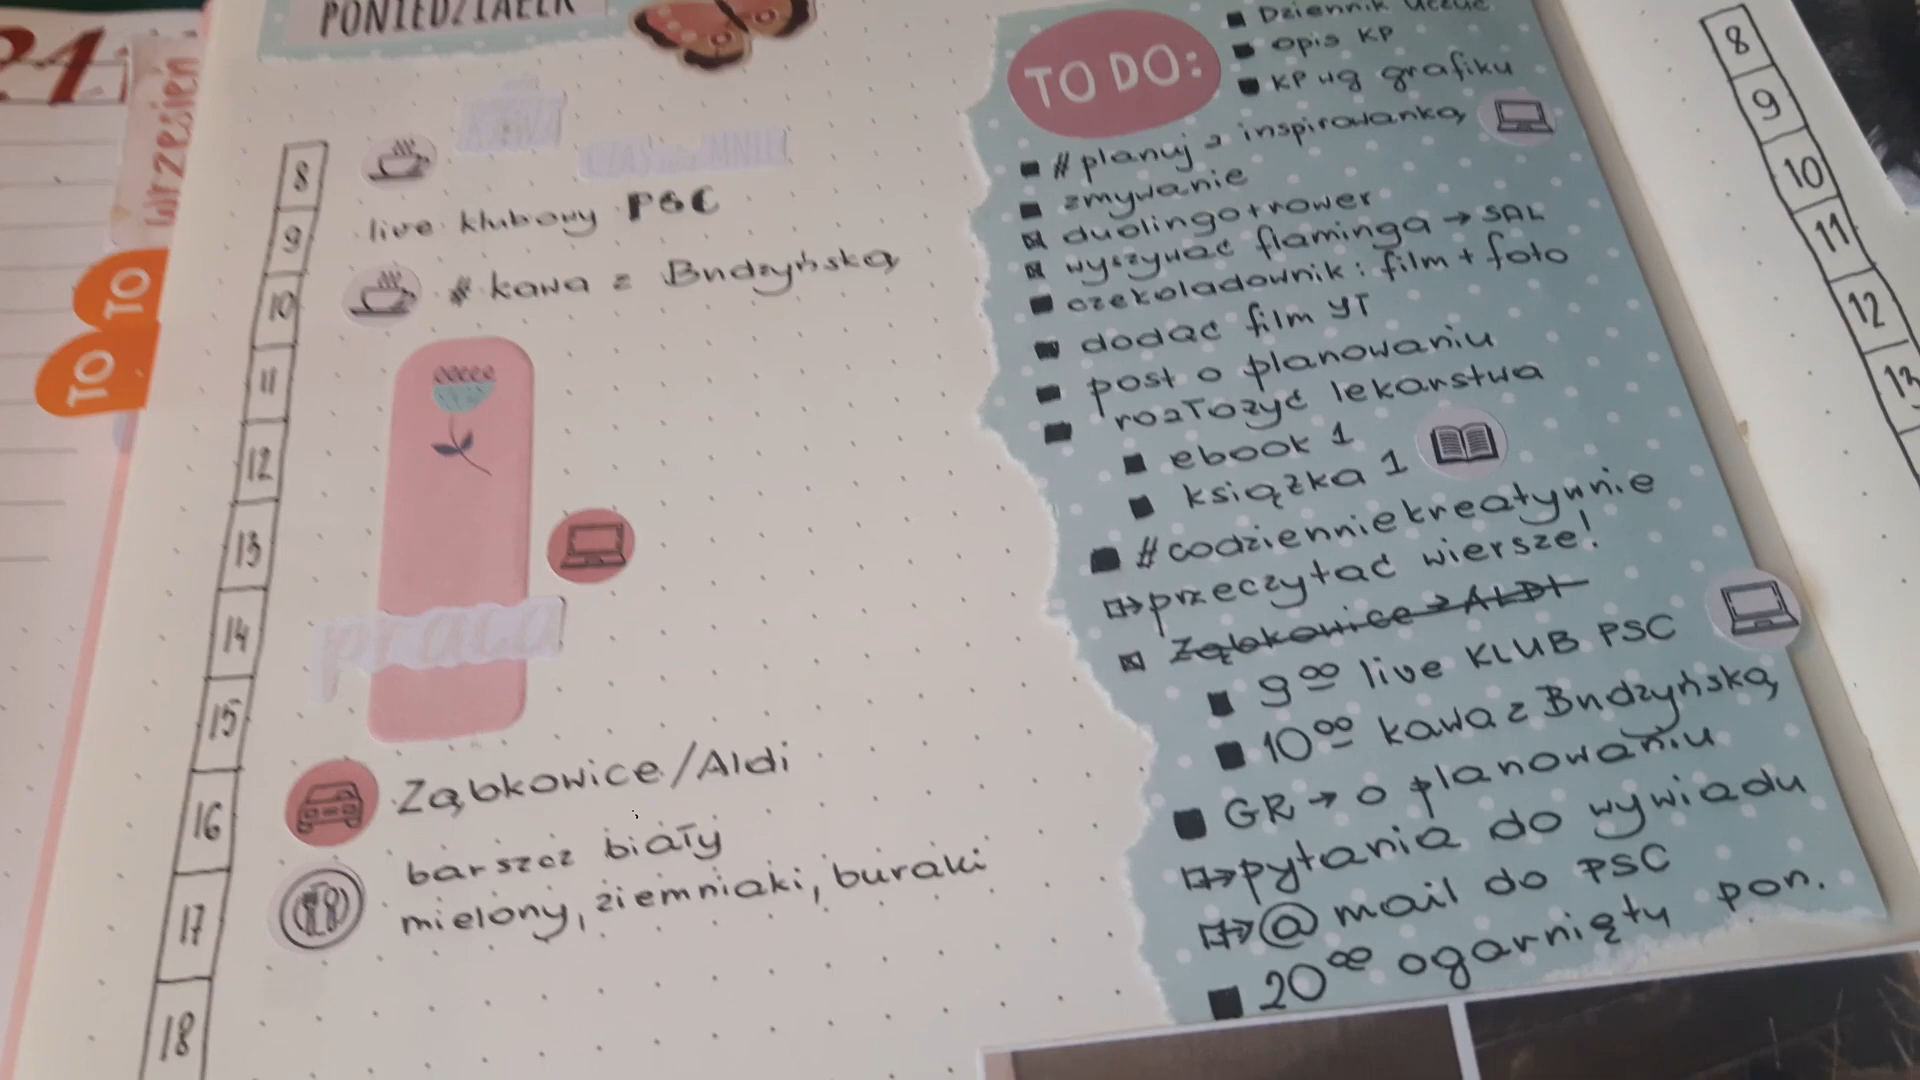 PONIEDZIAŁEK
wrzesień
TO TO
8
9
10
11
12
13
14
15
16
17
18
live klubowy PSC
# kawa z Budzyńską
praca
Ząbkowice/Aldi
barszcz biały
mielony, ziemniaki, buraki
TO DO:
Dziennik uczuć
opis KP
KP wg grafiku
# planuj z inspirowanką
zmywanie
duolingo+rower
wyszywać flaminga → SAL
czekoladownik: film + foto
dodać film YT
post o planowaniu
rozłożyć lekarstwa
ebook 1
książka 1
#codzienniekreatywnie
przeczytać wiersze!
Ząbkowice z ALDI
9⁰⁰ live KLUB PSC
10⁰⁰ kawa z Budzyńską
GR → o planowaniu
pytania do wywiadu
@ mail do PSC
20⁰⁰ ogarnięty pon.
8
9
10
11
12
13